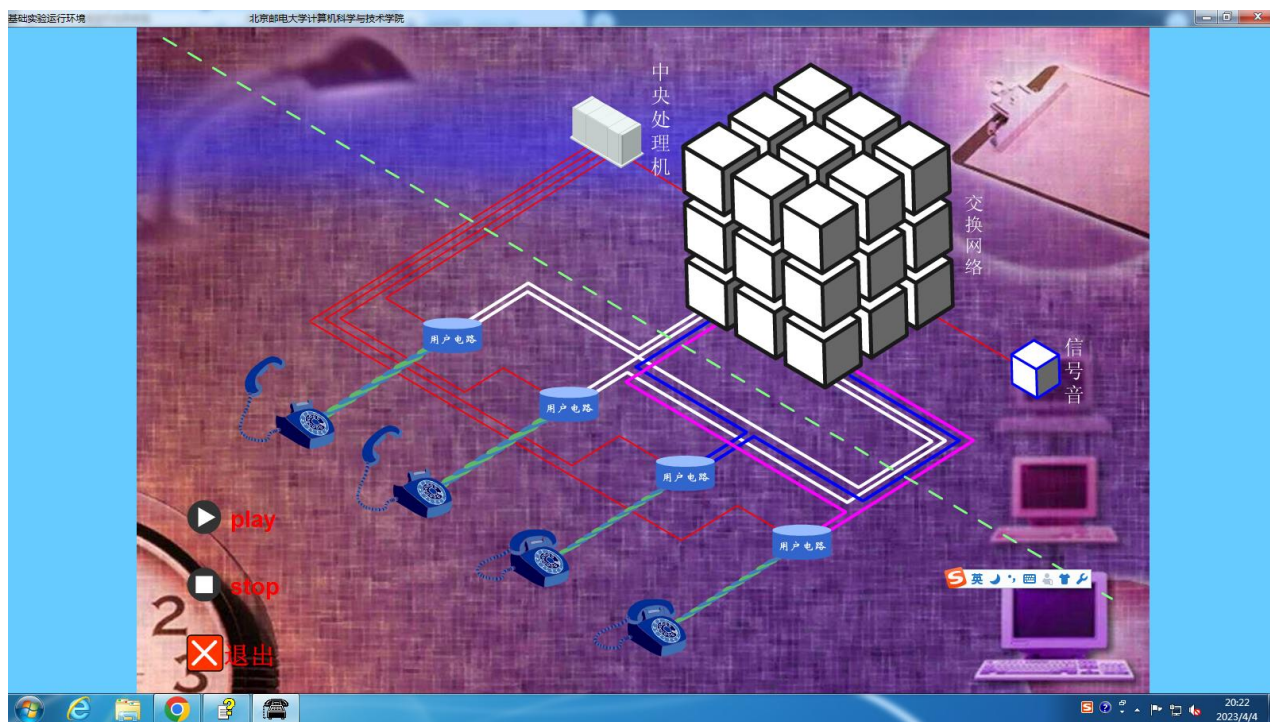 基础实验运行环境
北京邮电大学计算机科学与技术学院
中央处理机
交换网络
信号音
用户电路
用户电路
用户电路
用户电路
play
stop
退出
英
2
3
20:22
2023/4/4